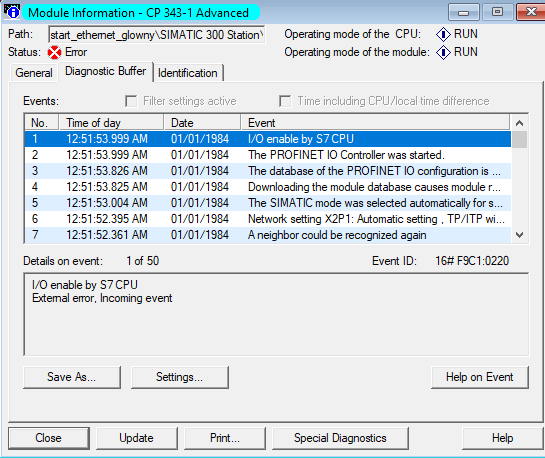 Module Information - CP 343-1 Advanced
Path: start_ethernet_glowny\SIMATIC 300 Station\ Operating mode of the CPU: RUN
Status: Error Operating mode of the module: RUN
General Diagnostic Buffer Identification
Events: Filter settings active Time including CPU/local time difference
No. Time of day Date Event
1 12:51:53.999 AM 01/01/1984 I/O enable by S7 CPU
2 12:51:53.999 AM 01/01/1984 The PROFINET IO Controller was started.
3 12:51:53.826 AM 01/01/1984 The database of the PROFINET IO configuration is ...
4 12:51:53.825 AM 01/01/1984 Downloading the module database causes module r...
5 12:51:53.004 AM 01/01/1984 The SIMATIC mode was selected automatically for s...
6 12:51:52.395 AM 01/01/1984 Network setting X2P1: Automatic setting , TP/ITP wi...
7 12:51:52.361 AM 01/01/1984 A neighbor could be recognized again
Details on event: 1 of 50 Event ID: 16# F9C1:0220
I/O enable by S7 CPU
External error, Incoming event
Save As... Settings... Help on Event
Close Update Print... Special Diagnostics Help